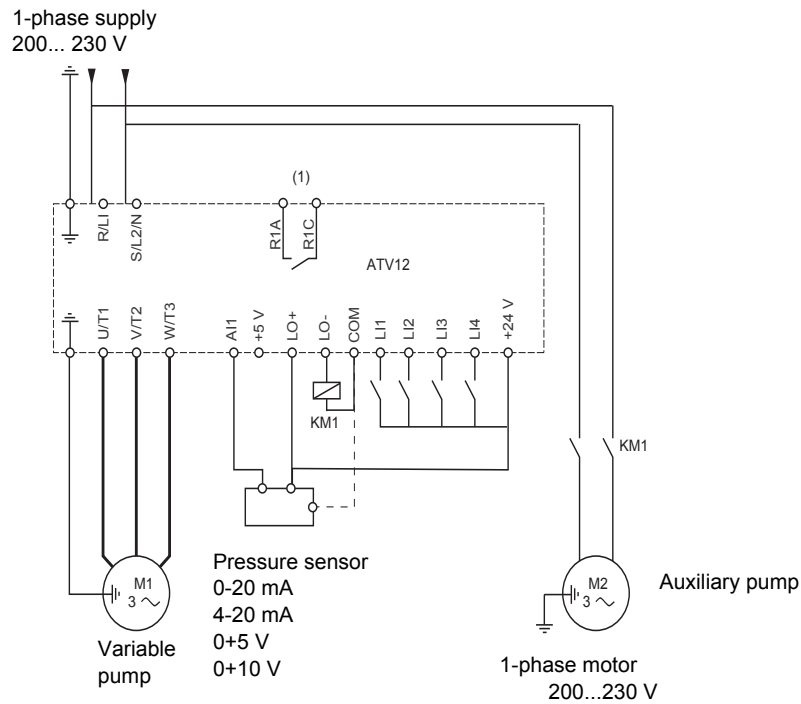 1-phase supply
200... 230 V
(1)
R/LI
S/L2/N
R1A
R1C
ATV12
U/T1
V/T2
W/T3
AI1
+5 V
LO+
LO-
COM
LI1
LI2
LI3
LI4
+24 V
KM1
KM1
M1
3
M2
3
Pressure sensor
0-20 mA
4-20 mA
0+5 V
0+10 V
Variable
pump
Auxiliary pump
1-phase motor
200...230 V